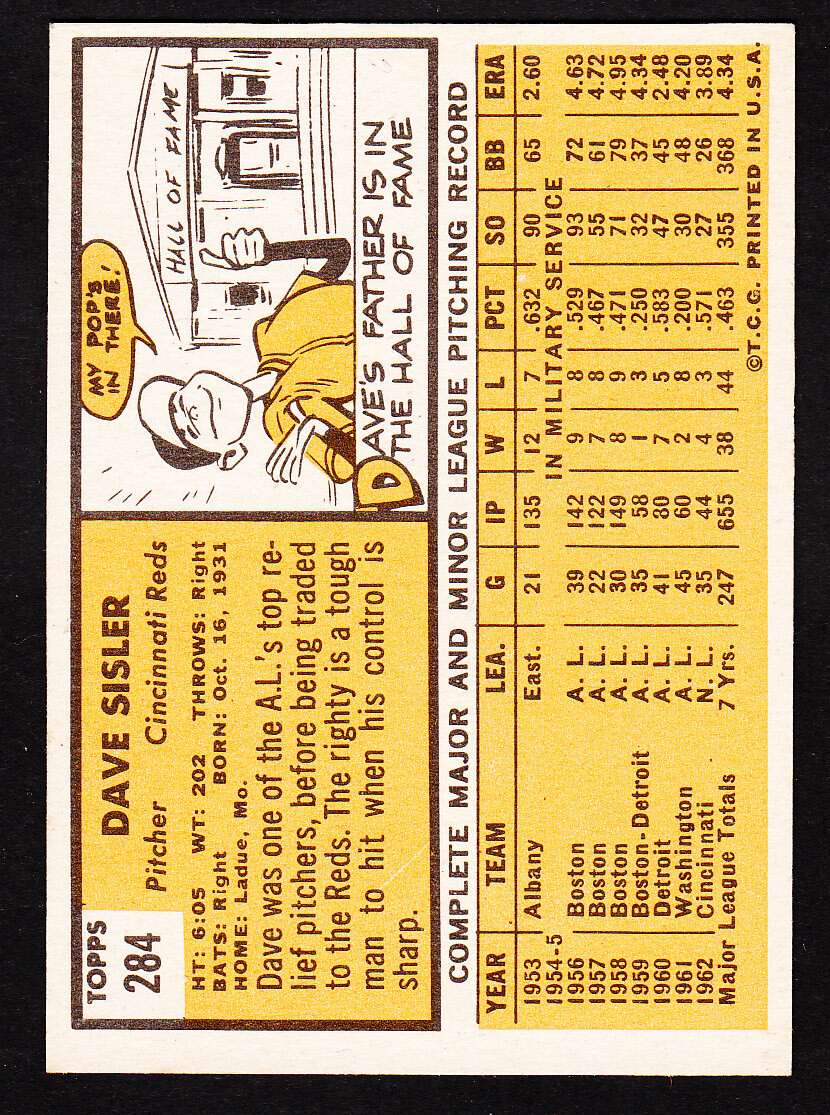 TOPPS
284
DAVE SISLER
Pitcher Cincinnati Reds
HT: 6:05 WT: 202 THROWS: Right
BATS: Right BORN: Oct. 16, 1931
HOME: Ladue, Mo.
Dave was one of the A.L.'s top re-
lief pitchers, before being traded
to the Reds. The righty is a tough
man to hit when his control is
sharp.
MY POP'S
IN THERE!
HALL OF FAME
DAVE'S FATHER IS IN
THE HALL OF FAME
COMPLETE MAJOR AND MINOR LEAGUE PITCHING RECORD
YEAR TEAM LEA. G IP W L PCT SO BB ERA
1953 Albany East. 21 135 12 7 .632 90 65 2.60
1954-5 IN MILITARY SERVICE
1956 Boston A. L. 39 142 9 8 .529 93 72 4.63
1957 Boston A. L. 22 122 7 8 .467 55 61 4.72
1958 Boston A. L. 30 149 8 9 .471 71 79 4.95
1959 Boston-Detroit A. L. 35 58 1 3 .250 32 37 4.34
1960 Detroit A. L. 41 80 7 5 .583 47 45 2.48
1961 Washington A. L. 45 60 2 8 .200 30 48 4.20
1962 Cincinnati N. L. 35 44 4 3 .571 27 26 3.89
Major League Totals 7 Yrs. 247 655 38 44 .463 355 368 4.34
©T.C.G. PRINTED IN U.S.A.